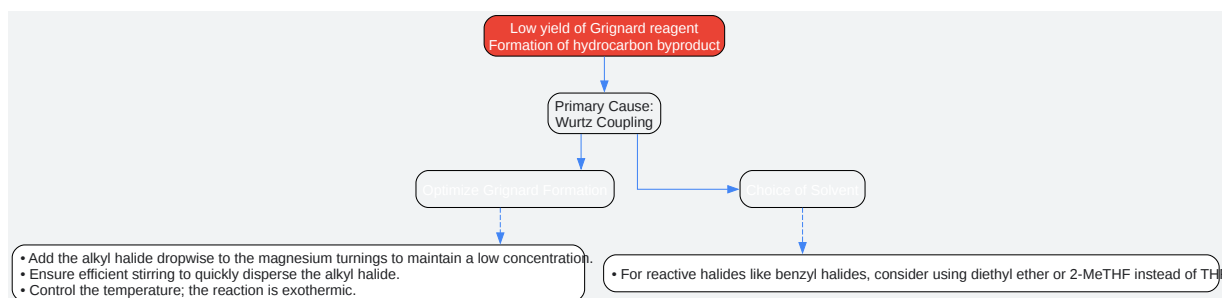 Low yield of Grignard reagent
Formation of hydrocarbon byproduct
Primary Cause:
Wurtz Coupling
Optimize Grignard Formation
Choice of Solvent
• Add the alkyl halide dropwise to the magnesium turnings to maintain a low concentration.
• Ensure efficient stirring to quickly disperse the alkyl halide.
• Control the temperature; the reaction is exothermic.
• For reactive halides like benzyl halides, consider using diethyl ether or 2-MeTHF instead of